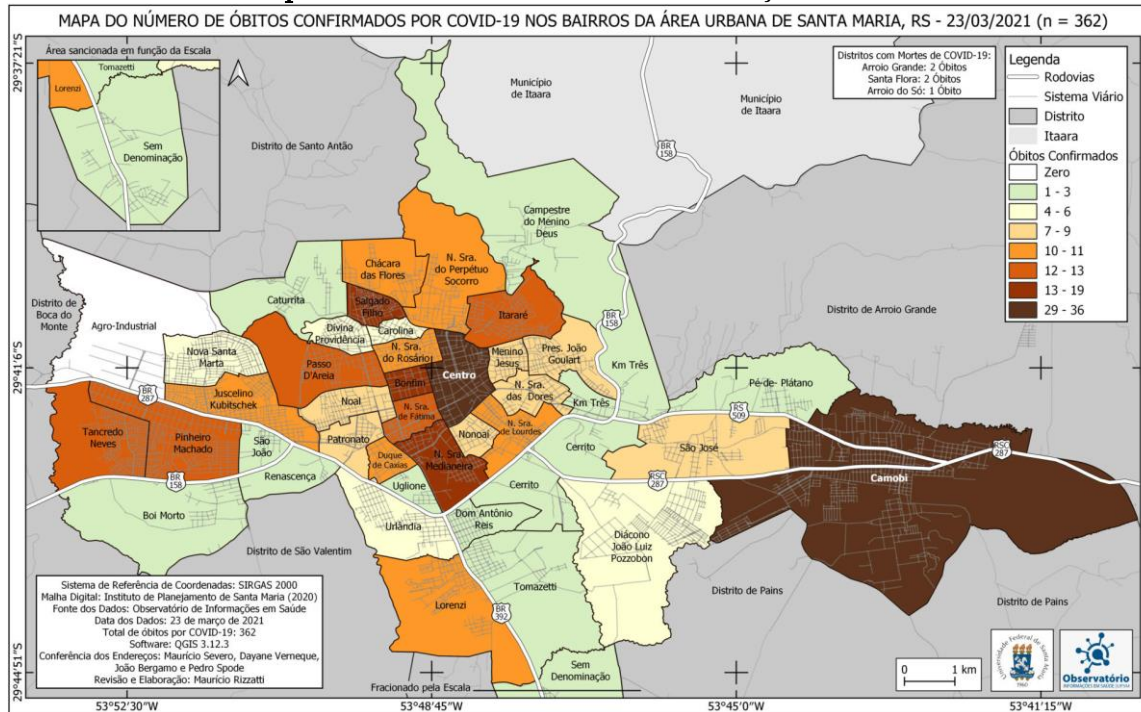 MAPA DO NÚMERO DE ÓBITOS CONFIRMADOS POR COVID-19 NOS BAIRROS DA ÁREA URBANA DE SANTA MARIA, RS - 23/03/2021 (n = 362)
Área sancionada em função da Escala
Tomazetti
Lorenzi
Sem
Denominação
Distritos com Mortes de COVID-19:
Arroio Grande: 2 Óbitos
Santa Flora: 2 Óbitos
Arroio do Só: 1 Óbito
Legenda
Rodovias
Sistema Viário
Distrito
Itaara
Óbitos Confirmados
Zero
1 - 3
4 - 6
7 - 9
10 - 11
12 - 13
13 - 19
29 - 36
29°37'21"S
29°41'6"S
29°44'51"S
Município
de Itaara
Município
de Itaara
BR
158
Distrito de Santo Antão
Campestre
do Menino
Deus
N. Sra.
do Perpétuo
Socorro
Chácara
das Flores
Salgado
Filho
Itararé
Caturrita
Distrito de
Boca do
Monte
Agro-Industrial
Divina
Providência
Carolina
Nova Santa
Marta
Passo
D'Areia
N. Sra.
do Rosário
Centro
Menino
Jesus
Pres. João
Goulart
BR
158
Km Três
Distrito de Arroio Grande
Pé-de- Plátano
BR
287
Juscelino
Kubitschek
Noal
Bonfim
N. Sra.
das Dores
Km Três
RS
509
Tancredo
Neves
Pinheiro
Machado
São
João
Patronato
N. Sra.
de Fátima
Nonoai
N. Sra.
de Lourdes
Cerrito
São José
RSC
287
Duque
de Caxias
N. Sra.
Medianeira
Camobi
BR
158
Renascença
Uglione
Cerrito
RSC
287
Boi Morto
Urlândia
Dom Antônio
Reis
Diácono
João Luiz
Pozzobon
Distrito de São Valentim
Tomazetti
Distrito de Pains
Distrito de Pains
Lorenzi
BR
392
Sem
Denominação
Fracionado pela Escala
Sistema de Referência de Coordenadas: SIRGAS 2000
Malha Digital: Instituto de Planejamento de Santa Maria (2020)
Fonte dos Dados: Observatório de Informações em Saúde
Data dos Dados: 23 de março de 2021
Total de óbitos por COVID-19: 362
Software: QGIS 3.12.3
Conferência dos Endereços: Maurício Severo, Dayane Verneque,
João Bergamo e Pedro Spode
Revisão e Elaboração: Maurício Rizzatti
0 1 km
Universidade Federal de Santa Maria
1960
Observatório
53°52'30"W
53°48'45"W
53°45'0"W
53°41'15"W